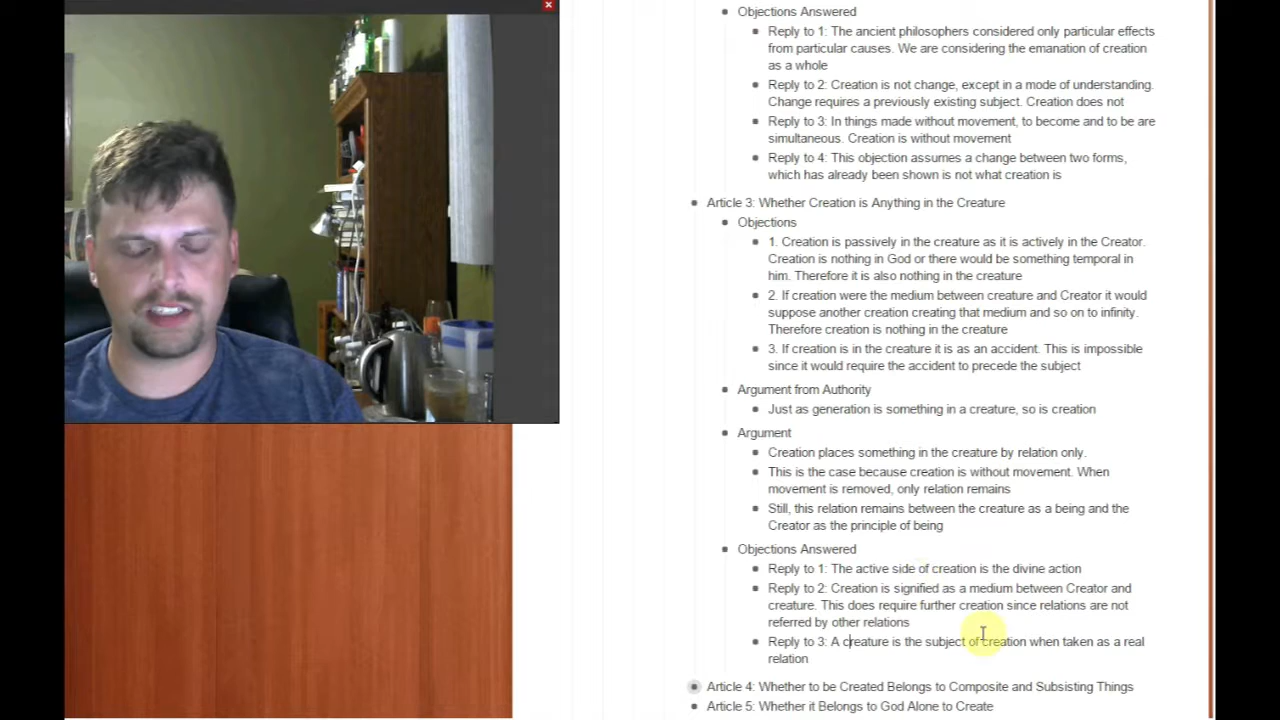 Objections Answered
Reply to 1: The ancient philosophers considered only particular effects
from particular causes. We are considering the emanation of creation
as a whole
Reply to 2: Creation is not change, except in a mode of understanding.
Change requires a previously existing subject. Creation does not
Reply to 3: In things made without movement, to become and to be are
simultaneous. Creation is without movement
Reply to 4: This objection assumes a change between two forms,
which has already been shown is not what creation is
Article 3: Whether Creation is Anything in the Creature
Objections
1. Creation is passively in the creature as it is actively in the Creator.
Creation is nothing in God or there would be something temporal in
him. Therefore it is also nothing in the creature
2. If creation were the medium between creature and Creator it would
suppose another creation creating that medium and so on to infinity.
Therefore creation is nothing in the creature
3. If creation is in the creature it is as an accident. This is impossible
since it would require the accident to precede the subject
Argument from Authority
Just as generation is something in a creature, so is creation
Argument
Creation places something in the creature by relation only.
This is the case because creation is without movement. When
movement is removed, only relation remains
Still, this relation remains between the creature as a being and the
Creator as the principle of being
Objections Answered
Reply to 1: The active side of creation is the divine action
Reply to 2: Creation is signified as a medium between Creator and
creature. This does require further creation since relations are not
referred by other relations
Reply to 3: A creature is the subject of creation when taken as a real
relation
Article 4: Whether to be Created Belongs to Composite and Subsisting Things
Article 5: Whether it Belongs to God Alone to Create